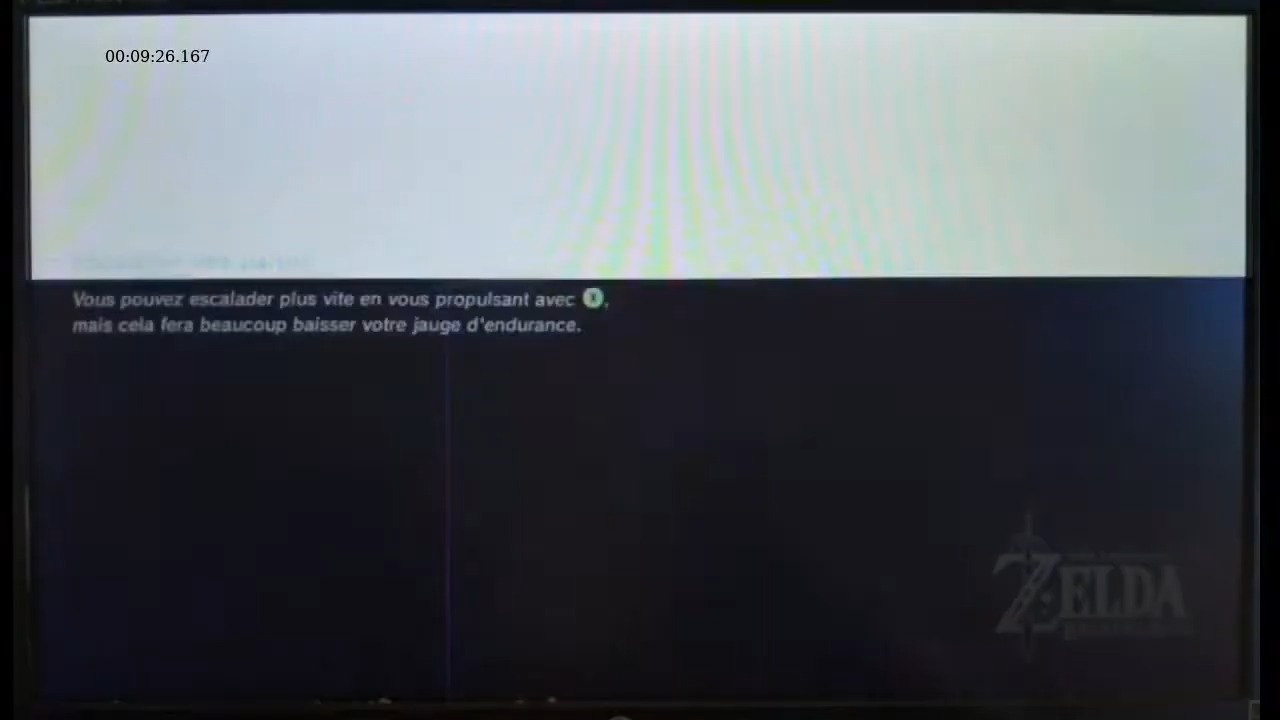 00:09:26.167
Vous pouvez escalader plus vite en vous propulsant avec
mais cela fera beaucoup baisser votre jauge d'endurance.
ZELDA